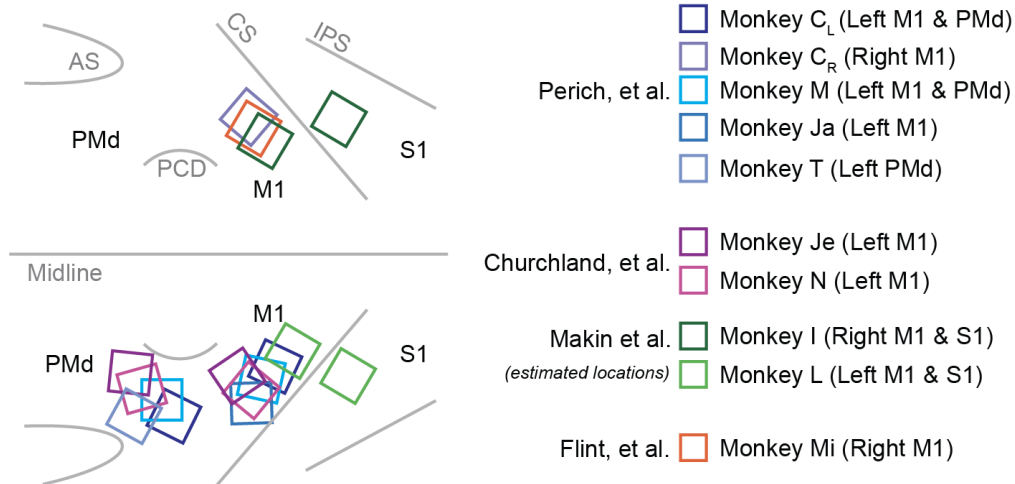 AS
CS
IPS
PMd
PCD
S1
M1
Midline
M1
PMd
S1
Perich, et al.
Monkey C_L (Left M1 & PMd)
Monkey C_R (Right M1)
Monkey M (Left M1 & PMd)
Monkey Ja (Left M1)
Monkey T (Left PMd)
Churchland, et al.
Monkey Je (Left M1)
Monkey N (Left M1)
Makin et al.
(estimated locations)
Monkey I (Right M1 & S1)
Monkey L (Left M1 & S1)
Flint, et al.
Monkey Mi (Right M1)